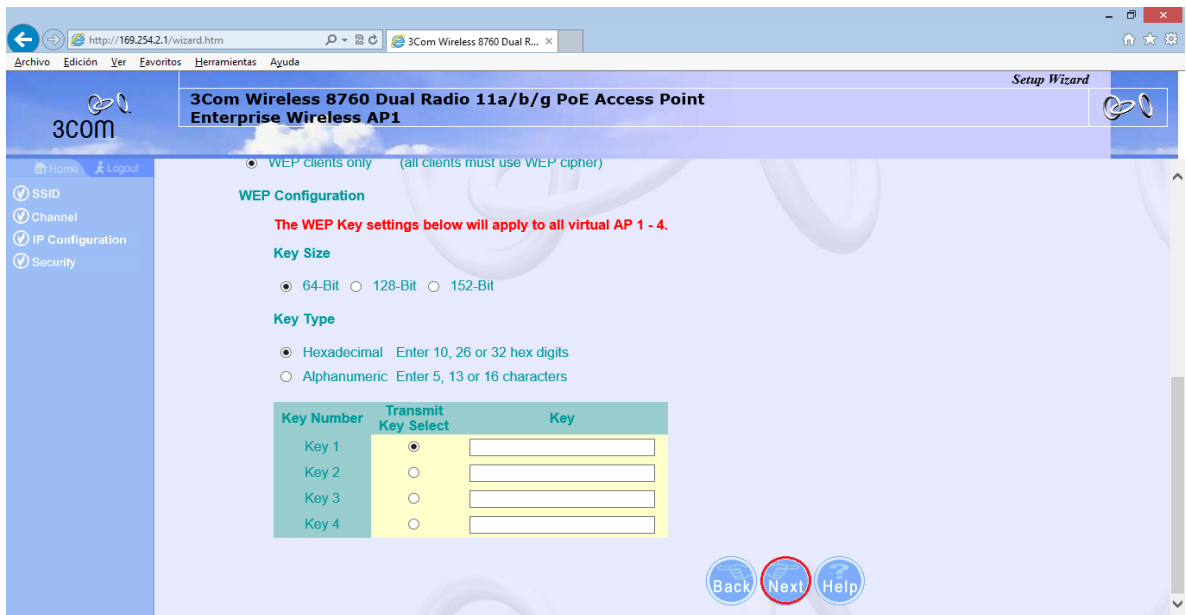 http://169.254.2.1/wizard.htm
3Com Wireless 8760 Dual R...
Archivo Edición Ver Favoritos Herramientas Ayuda
Setup Wizard
3COM
3Com Wireless 8760 Dual Radio 11a/b/g PoE Access Point
Enterprise Wireless AP1
Home Logout
WEP clients only (all clients must use WEP cipher)
SSID
WEP Configuration
Channel
The WEP Key settings below will apply to all virtual AP 1 - 4.
IP Configuration
Key Size
Security
64-Bit 128-Bit 152-Bit
Key Type
Hexadecimal Enter 10, 26 or 32 hex digits
Alphanumeric Enter 5, 13 or 16 characters
Key Number Transmit Key Select Key
Key 1
Key 2
Key 3
Key 4
Back Next Help